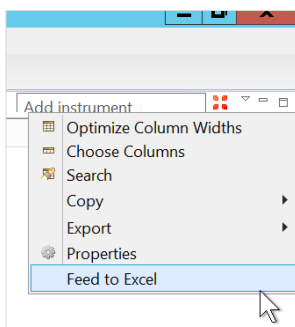 Add instrument
Optimize Column Widths
Choose Columns
Search
Copy
Export
Properties
Feed to Excel